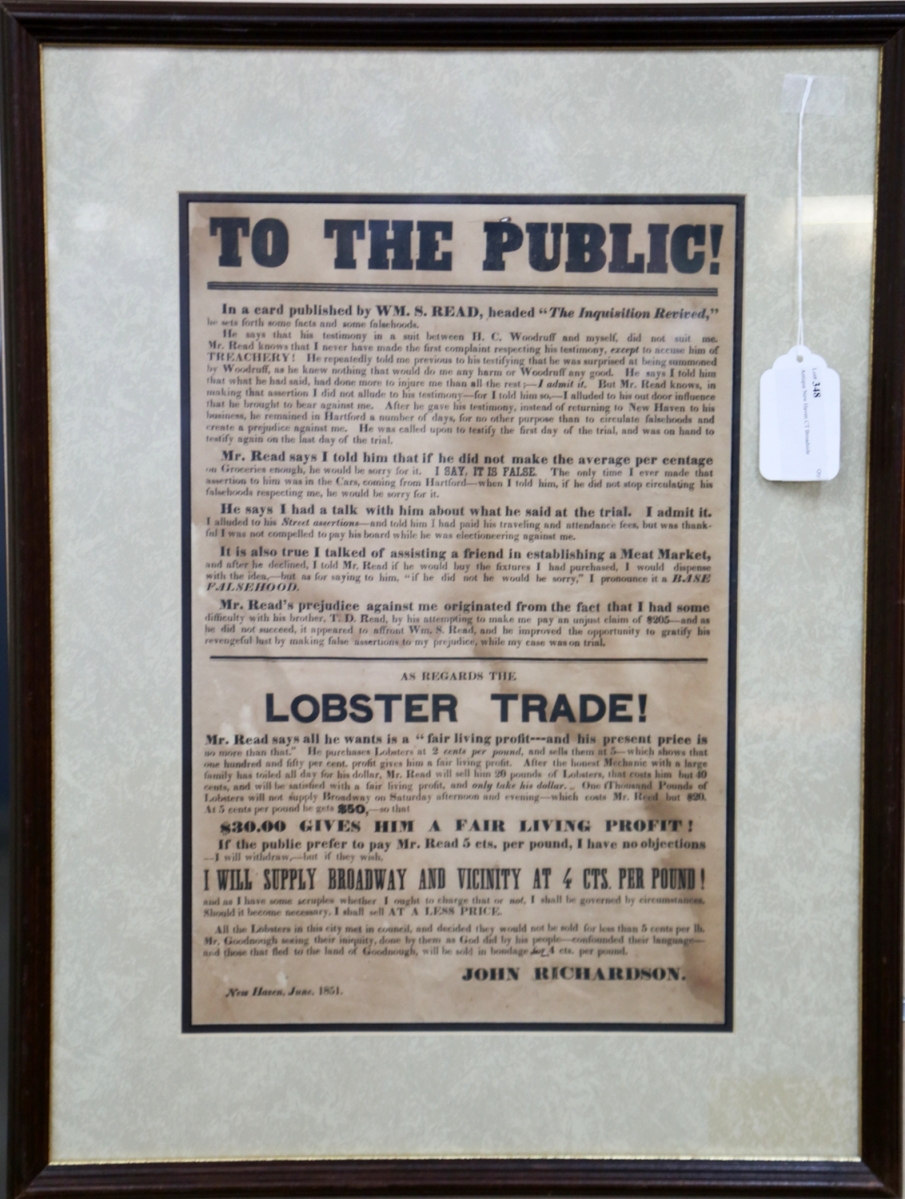 TO THE PUBLIC!
In a card published by WM. S. READ, headed "The Inquisition Revived,"
he sets forth some facts and some falsehoods.
He says that his testimony in a suit between H. C. Woodruff and myself, did not suit me.
Mr. Read knows that I never have made the first complaint respecting his testimony, except to accuse him of
TREACHERY! He repeatedly told me previous to his testifying that he was surprised at being summoned
by Woodruff, as he knew nothing that would do me any harm or Woodruff any good. He says I told him
that what he had said, had done more to injure me than all the rest;—I admit it. But Mr. Read knows, in
making that assertion I did not allude to his testimony—for I told him so,—I alluded to his out door influence
that he brought to bear against me. After he gave his testimony, instead of returning to New Haven to his
business, he remained in Hartford a number of days, for no other purpose than to circulate falsehoods and
create a prejudice against me. He was called upon to testify the first day of the trial, and was on hand to
testify again on the last day of the trial.
Mr. Read says I told him that if he did not make the average per centage
on Groceries enough, he would be sorry for it. I SAY, IT IS FALSE. The only time I ever made that
assertion to him was in the Cars, coming from Hartford—when I told him, if he did not stop circulating his
falsehoods respecting me, he would be sorry for it.
He says I had a talk with him about what he said at the trial. I admit it.
I alluded to his Street assertions—and told him I had paid his traveling and attendance fees, but was thank-
ful I was not compelled to pay his board while he was electioneering against me.
It is also true I talked of assisting a friend in establishing a Meat Market,
and after he declined, I told Mr. Read if he would buy the fixtures I had purchased, I would dispense
with the idea,—but as for saying to him, "if he did not he would be sorry," I pronounce it a BASE
FALSEHOOD.
Mr. Read's prejudice against me originated from the fact that I had some
difficulty with his brother, T. D. Read, by his attempting to make me pay an unjust claim of $205—and as
he did not succeed, it appeared to affront Wm. S. Read, and he improved the opportunity to gratify his
revengeful lust by making false assertions to my prejudice, while my case was on trial.
AS REGARDS THE
LOBSTER TRADE!
Mr. Read says all he wants is a "fair living profit---and his present price is
no more than that." He purchases Lobsters at 2 cents per pound, and sells them at 5—which shows that
one hundred and fifty per cent. profit gives him a fair living profit. After the honest Mechanic with a large
family has toiled all day for his dollar, Mr. Read will sell him 20 pounds of Lobsters, that costs him but 40
cents, and will be satisfied with a fair living profit, and only take his dollar. One Thousand Pounds of
Lobsters will not supply Broadway on Saturday afternoon and evening—which costs Mr. Reed but $20.
At 5 cents per pound he gets $50,—so that
$30.00 GIVES HIM A FAIR LIVING PROFIT!
If the public prefer to pay Mr. Read 5 cts. per pound, I have no objections
—I will withdraw,—but if they wish,
I WILL SUPPLY BROADWAY AND VICINITY AT 4 CTS. PER POUND!
and as I have some scruples whether I ought to charge that or not, I shall be governed by circumstances.
Should it become necessary, I shall sell AT A LESS PRICE.
All the Lobsters in this city met in council, and decided they would not be sold for less than 5 cents per lb.
Mr. Goodnough seeing their iniquity, done by them as God did by his people—confounded their language—
and those that fled to the land of Goodnough, will be sold in bondage for 4 cts. per pound.
JOHN RICHARDSON.
New Haven, June, 1851.
Lot 348
Antique New Haven CT Broadside